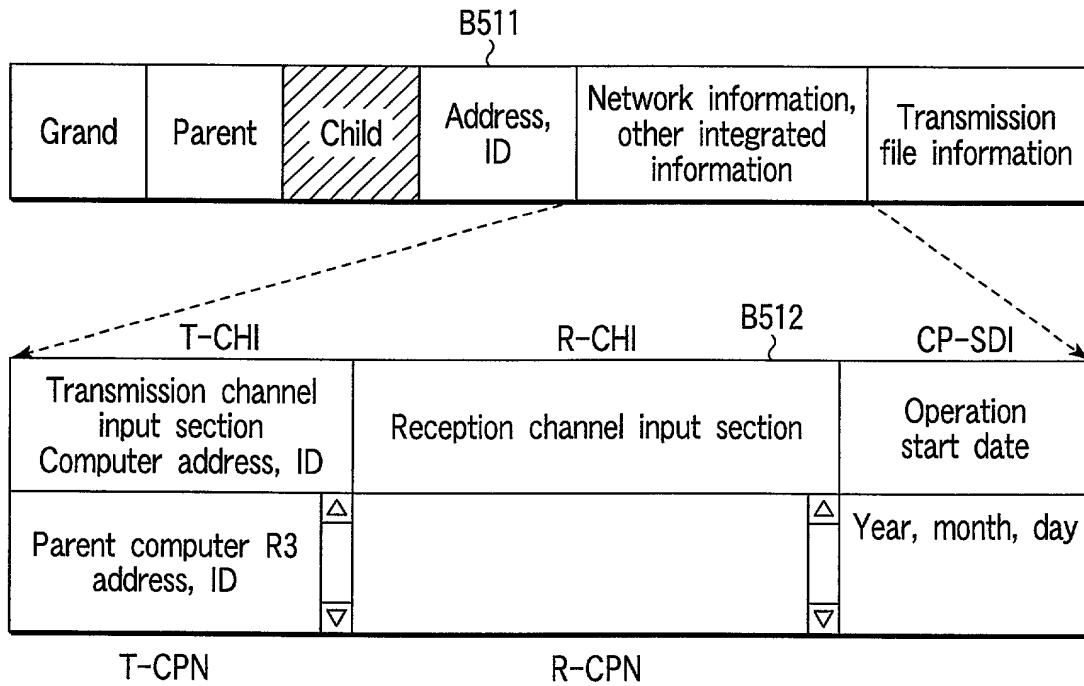 B511
Grand
Parent
Child
Address,
ID
Network information,
other integrated
information
Transmission
file information
T-CHI
R-CHI
B512
CP-SDI
Transmission channel
input section
Computer address, ID
Reception channel input section
Operation
start date
Parent computer R3
address, ID
Year, month, day
T-CPN
R-CPN